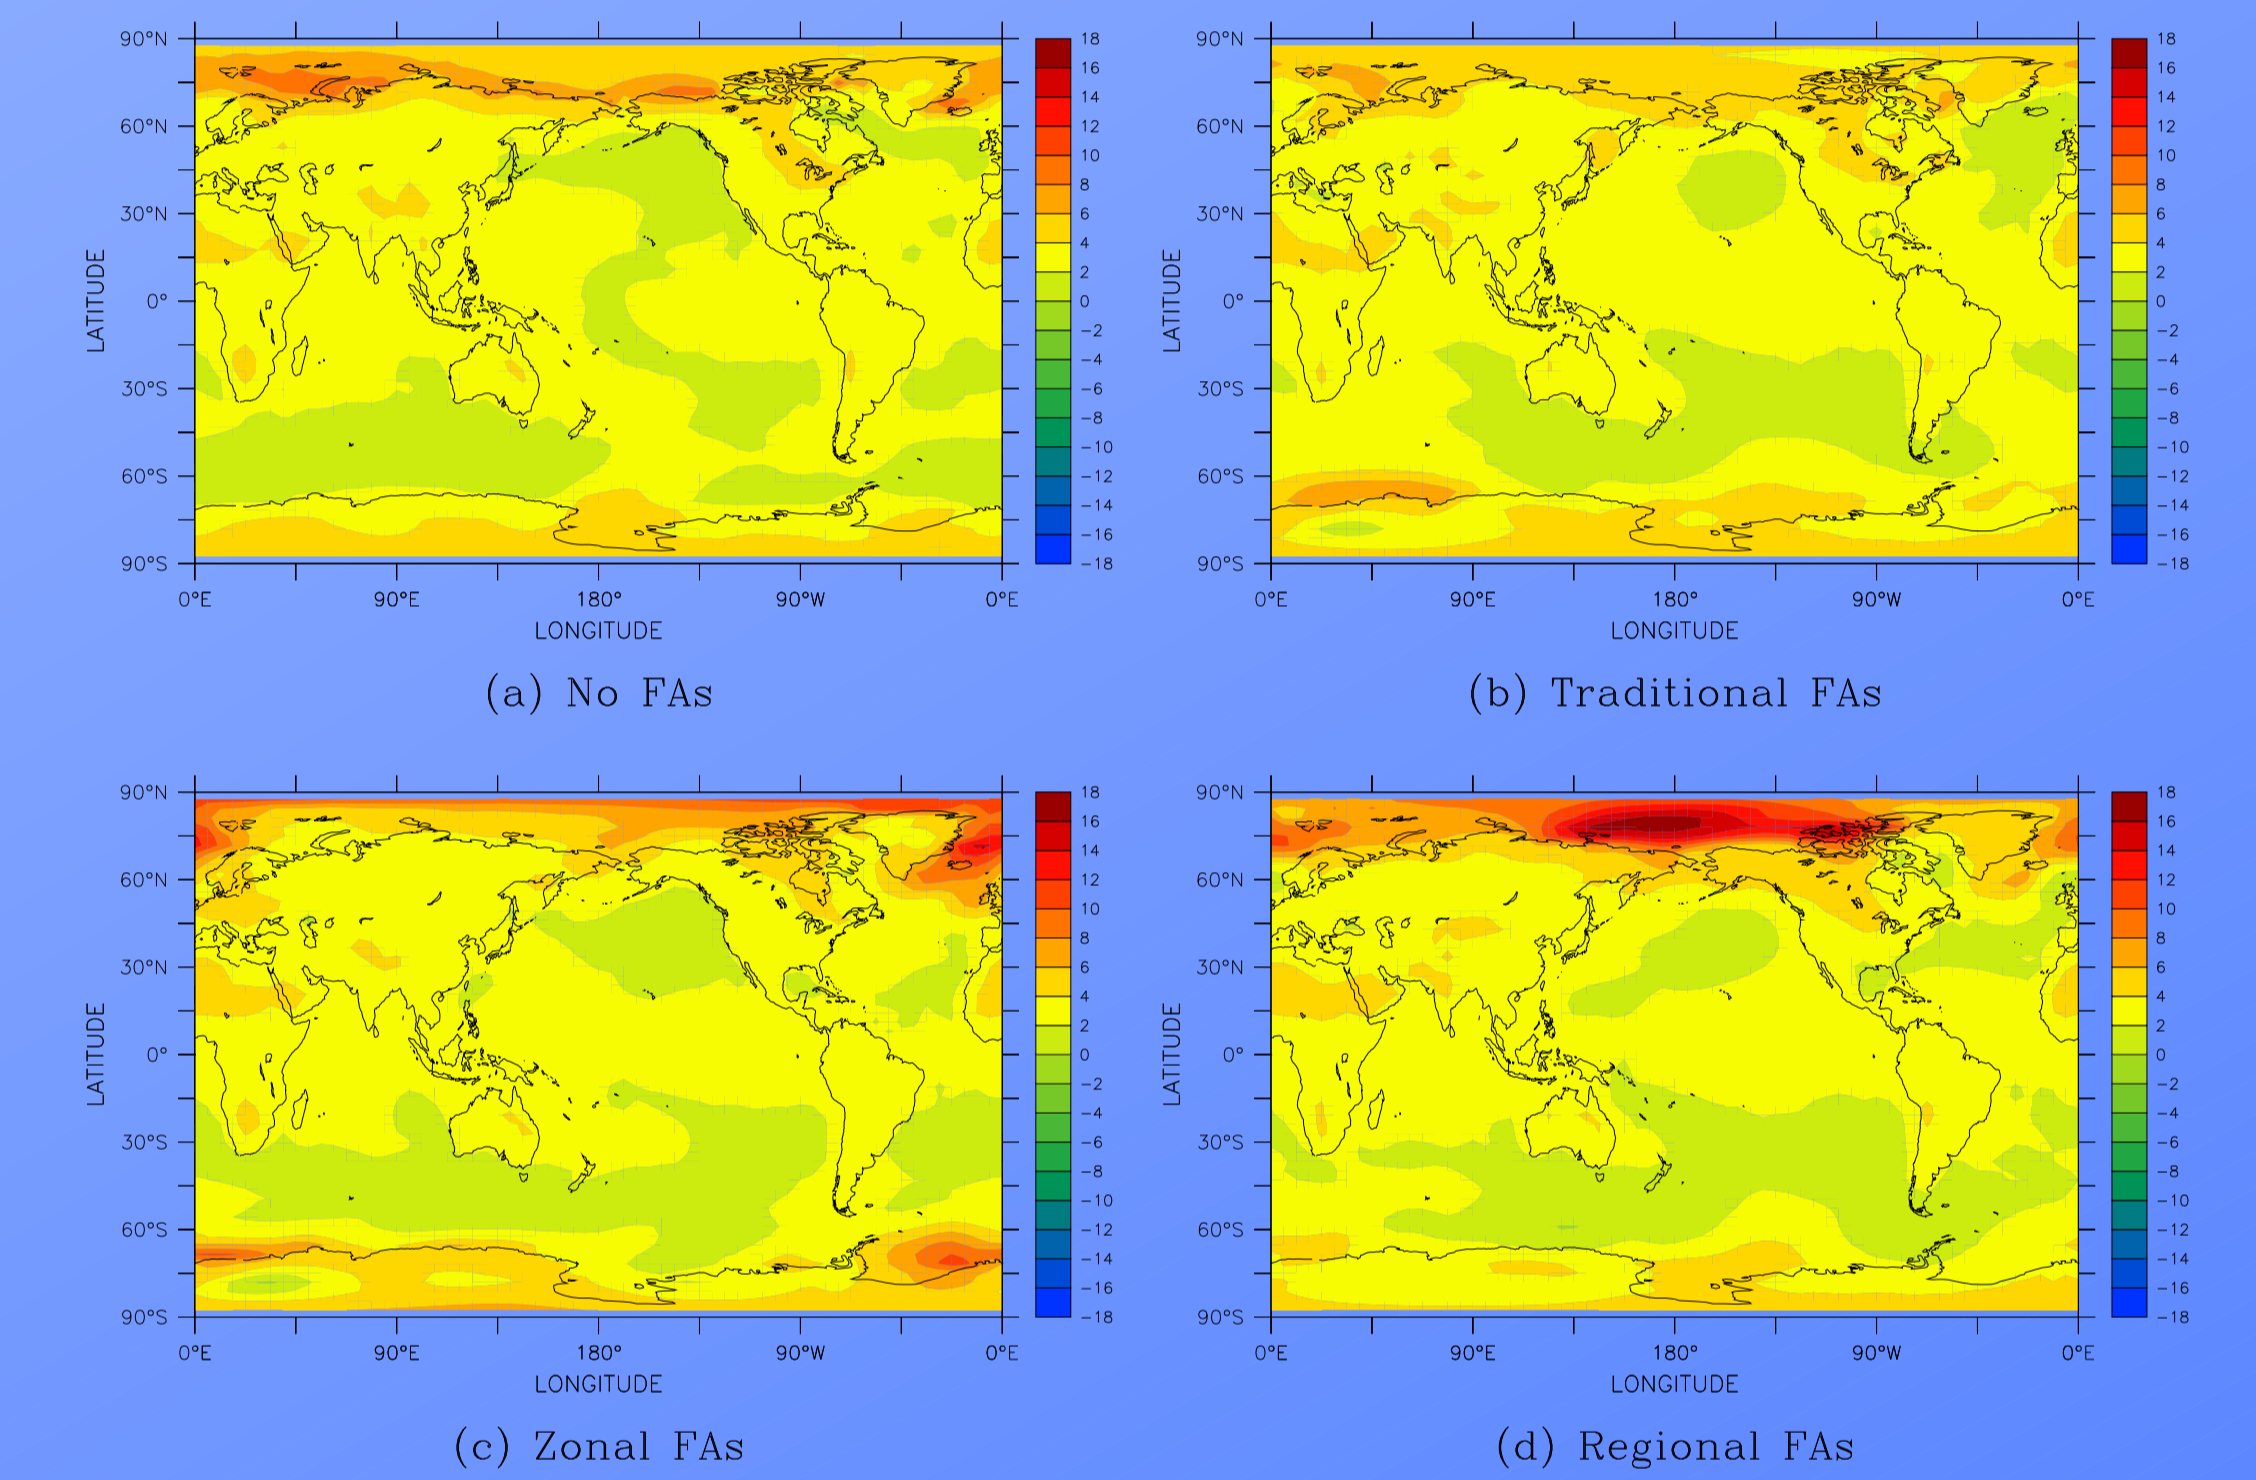 90°N
60°N
30°N
0°
30°S
60°S
90°S
LATITUDE
0°E 90°E 180° 90°W 0°E
LONGITUDE
18
16
14
12
10
8
6
4
2
0
−2
−4
−6
−8
−10
−12
−14
−16
−18
(a) No FAs
90°N
60°N
30°N
0°
30°S
60°S
90°S
LATITUDE
0°E 90°E 180° 90°W 0°E
LONGITUDE
18
16
14
12
10
8
6
4
2
0
−2
−4
−6
−8
−10
−12
−14
−16
−18
(b) Traditional FAs
90°N
60°N
30°N
0°
30°S
60°S
90°S
LATITUDE
0°E 90°E 180° 90°W 0°E
LONGITUDE
18
16
14
12
10
8
6
4
2
0
−2
−4
−6
−8
−10
−12
−14
−16
−18
(c) Zonal FAs
90°N
60°N
30°N
0°
30°S
60°S
90°S
LATITUDE
0°E 90°E 180° 90°W 0°E
LONGITUDE
18
16
14
12
10
8
6
4
2
0
−2
−4
−6
−8
−10
−12
−14
−16
−18
(d) Regional FAs